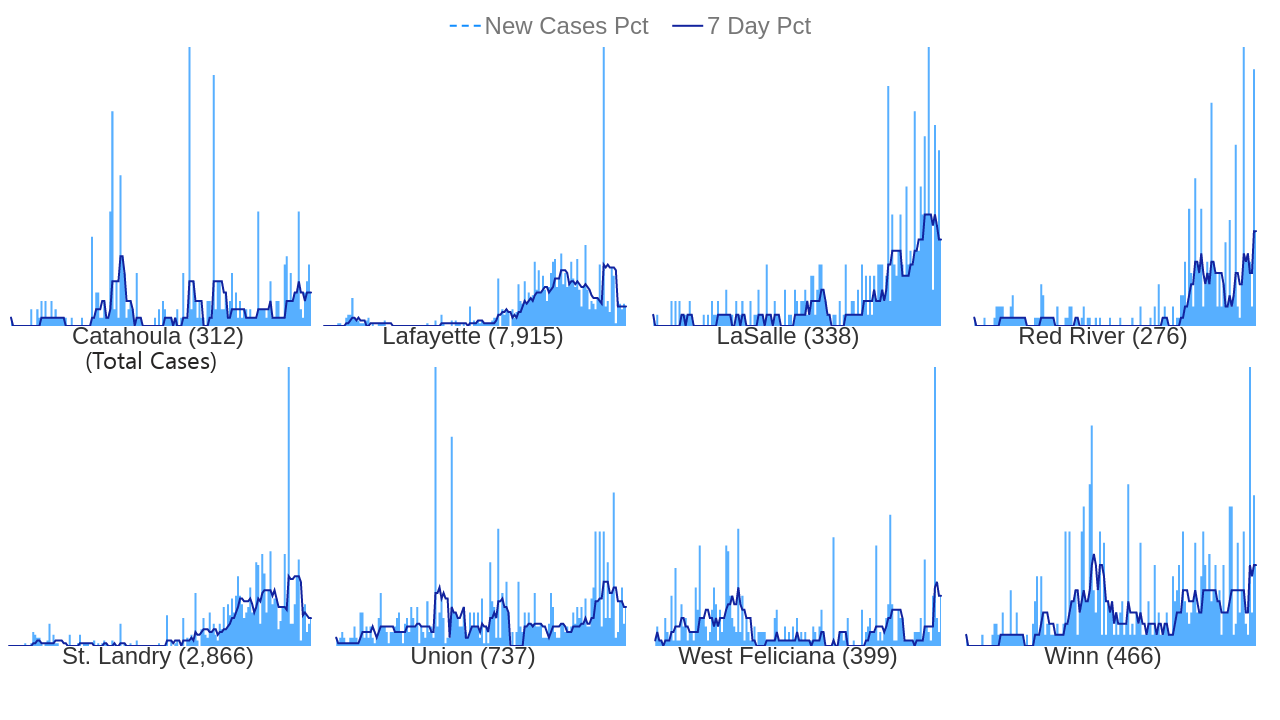 New Cases Pct 7 Day Pct
Catahoula (312) Lafayette (7,915) LaSalle (338) Red River (276)
(Total Cases)
St. Landry (2,866) Union (737) West Feliciana (399) Winn (466)